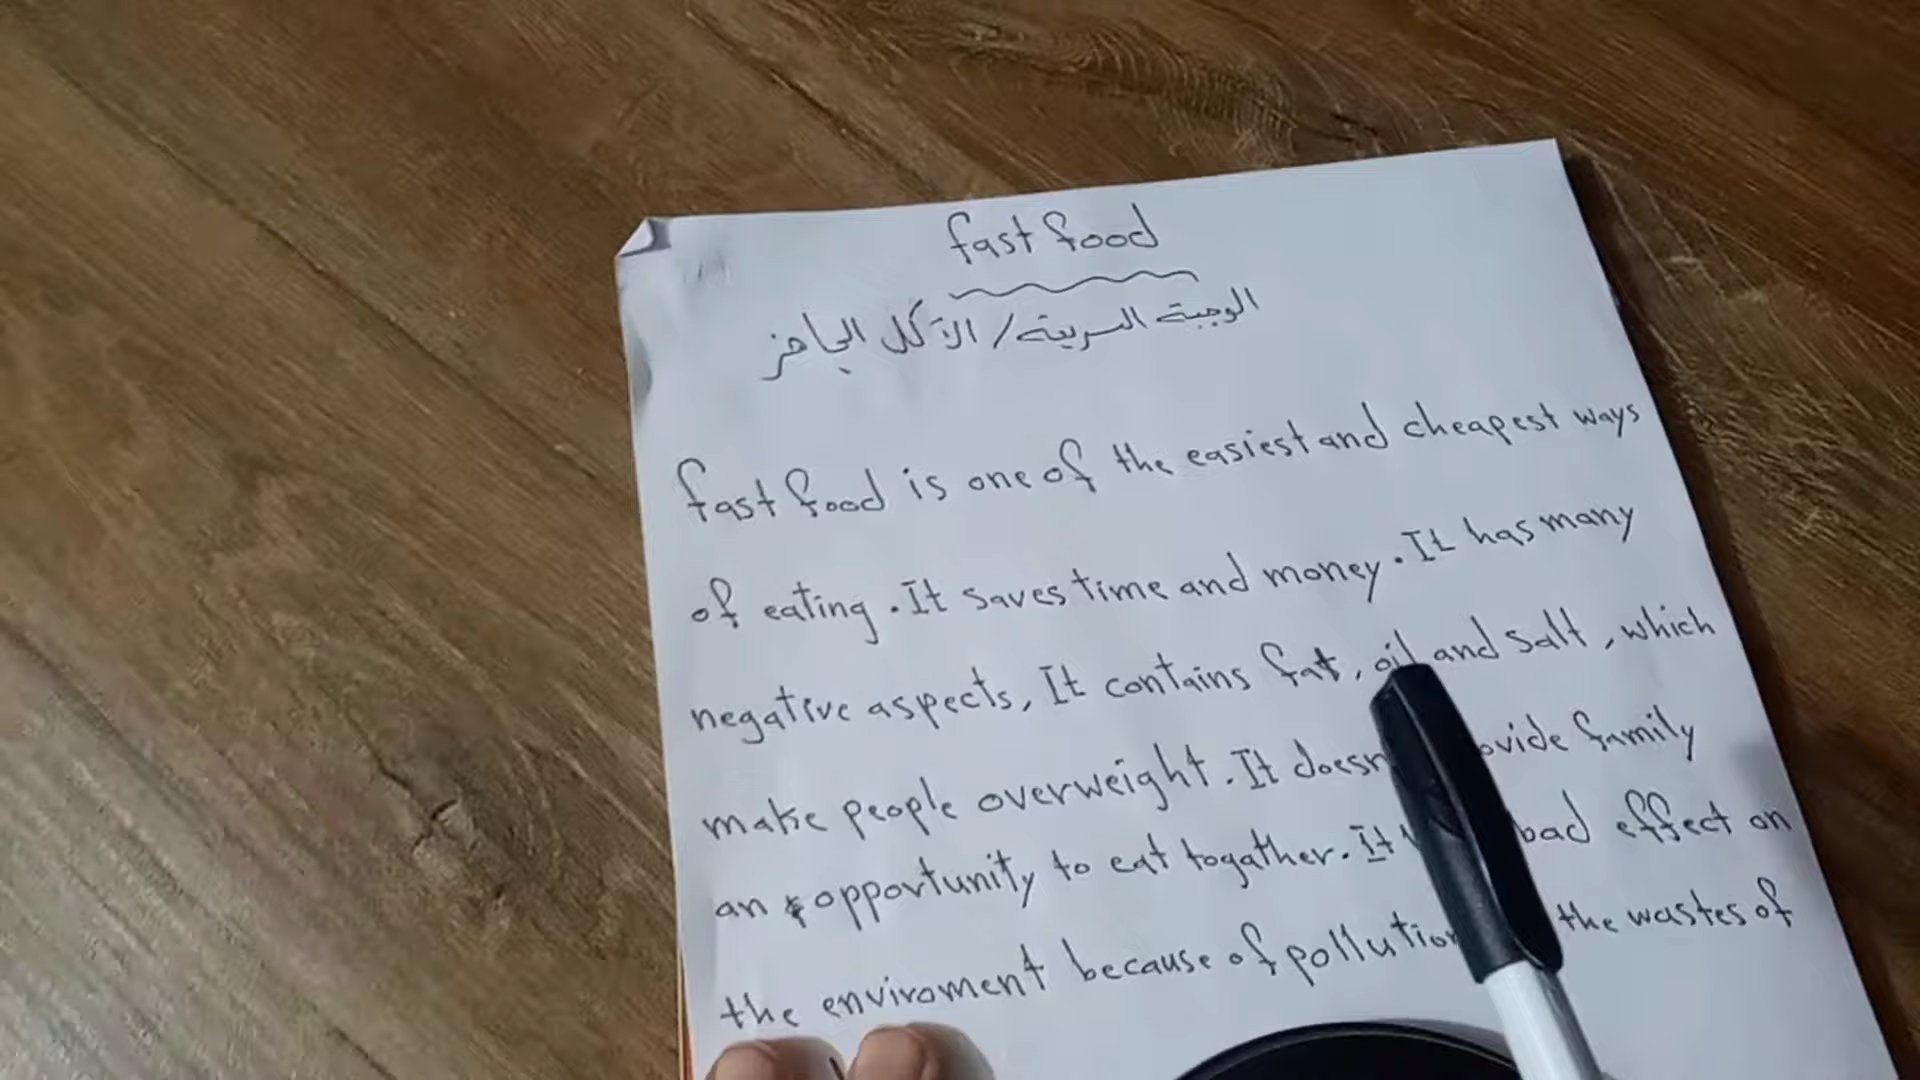 fast food
الوجبة السريعة / الأكل الجاهز
fast food is one of the easiest and cheapest ways
of eating. It saves time and money. It has many
negative aspects, It contains fat, oil and salt, which
make people overweight. It doesn family
an opportunity to eat togather. It bad effect on
the enviroment because of pollution the wastes of